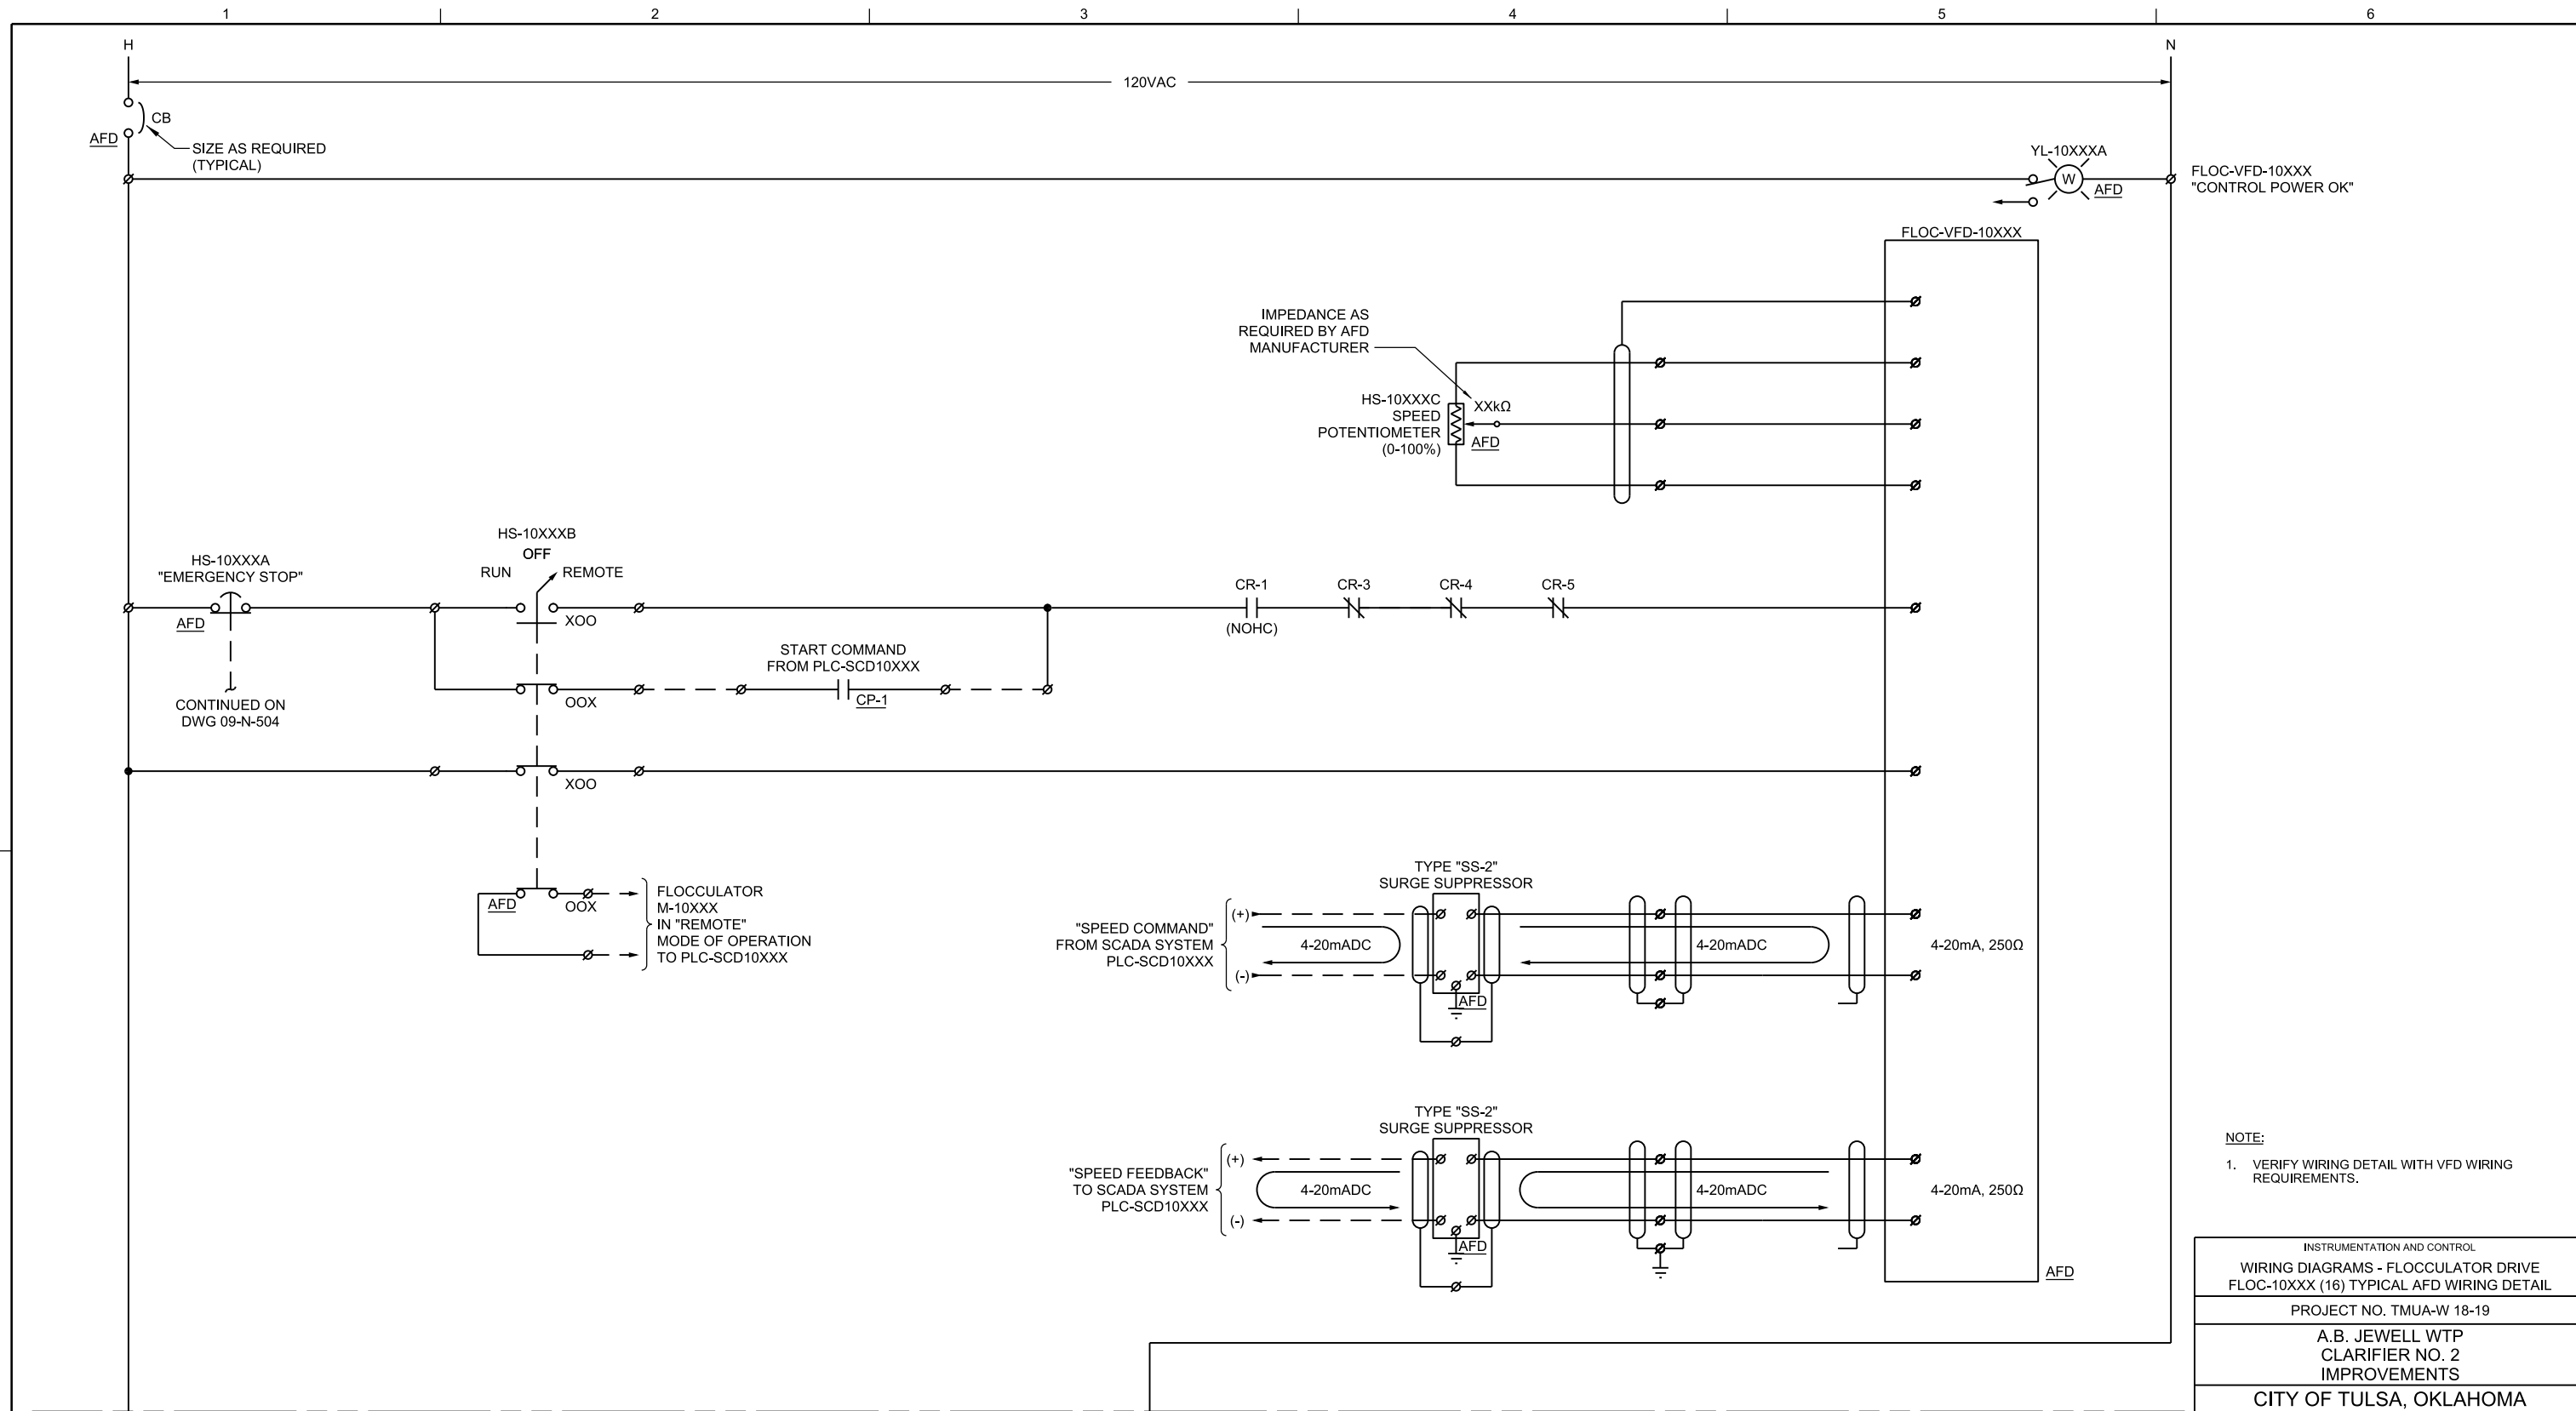 1
2
3
4
5
6
H
N
120VAC
CB
AFD
SIZE AS REQUIRED
(TYPICAL)
YL-10XXXA
W
AFD
FLOC-VFD-10XXX
"CONTROL POWER OK"
FLOC-VFD-10XXX
IMPEDANCE AS
REQUIRED BY AFD
MANUFACTURER
HS-10XXXC
SPEED
POTENTIOMETER
(0-100%)
XXkΩ
AFD
HS-10XXXA
"EMERGENCY STOP"
AFD
CONTINUED ON
DWG 09-N-504
HS-10XXXB
OFF
RUN
REMOTE
XOO
CR-1
(NOHC)
CR-3
CR-4
CR-5
START COMMAND
FROM PLC-SCD10XXX
OOX
CP-1
XOO
AFD
OOX
FLOCCULATOR
M-10XXX
IN "REMOTE"
MODE OF OPERATION
TO PLC-SCD10XXX
TYPE "SS-2"
SURGE SUPPRESSOR
"SPEED COMMAND"
FROM SCADA SYSTEM
PLC-SCD10XXX
(+)
(-)
4-20mADC
AFD
4-20mADC
4-20mA, 250Ω
TYPE "SS-2"
SURGE SUPPRESSOR
"SPEED FEEDBACK"
TO SCADA SYSTEM
PLC-SCD10XXX
(+)
(-)
4-20mADC
AFD
4-20mADC
4-20mA, 250Ω
AFD
NOTE:
1. VERIFY WIRING DETAIL WITH VFD WIRING
REQUIREMENTS.
INSTRUMENTATION AND CONTROL
WIRING DIAGRAMS - FLOCCULATOR DRIVE
FLOC-10XXX (16) TYPICAL AFD WIRING DETAIL
PROJECT NO. TMUA-W 18-19
A.B. JEWELL WTP
CLARIFIER NO. 2
IMPROVEMENTS
CITY OF TULSA, OKLAHOMA